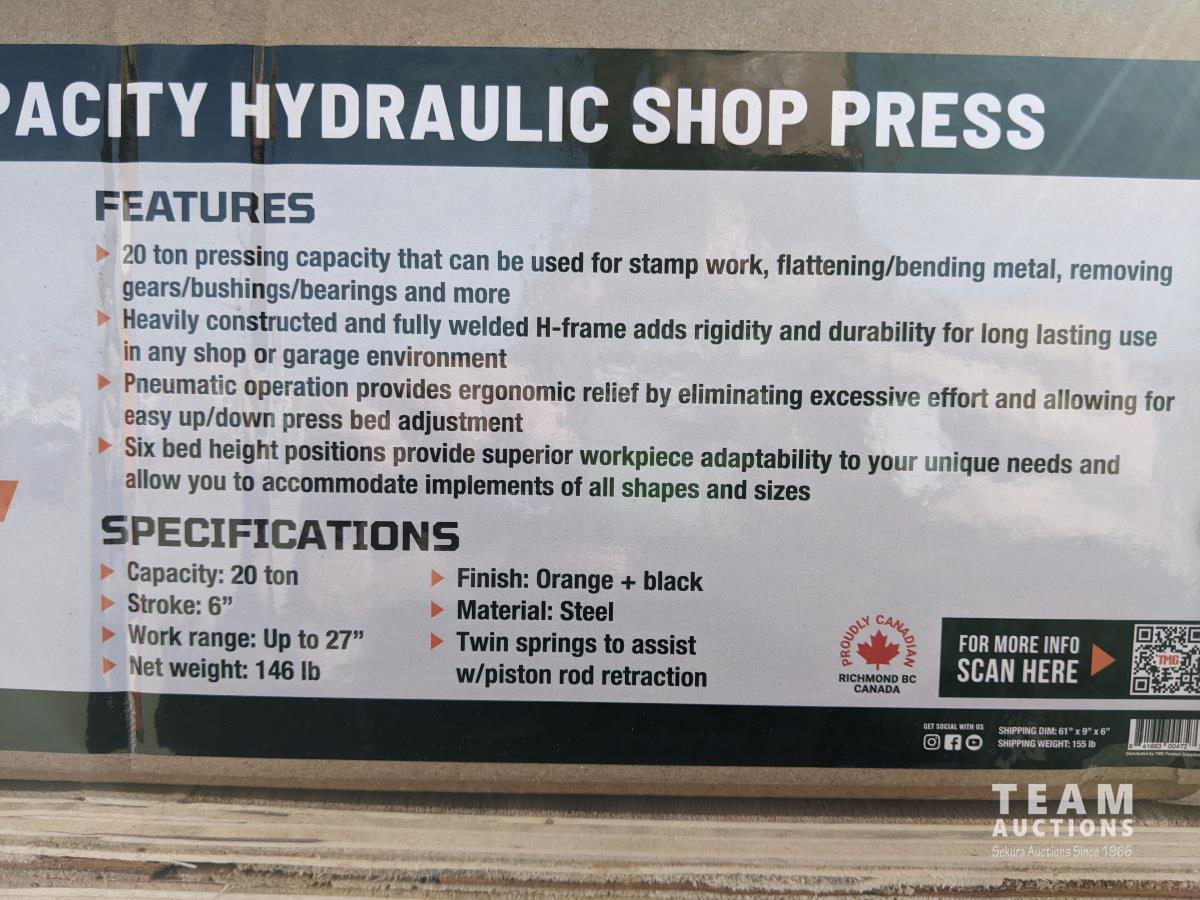 PACITY HYDRAULIC SHOP PRESS
FEATURES
20 ton pressing capacity that can be used for stamp work, flattening/bending metal, removing
gears/bushings/bearings and more
Heavily constructed and fully welded H-frame adds rigidity and durability for long lasting use
in any shop or garage environment
Pneumatic operation provides ergonomic relief by eliminating excessive effort and allowing for
easy up/down press bed adjustment
Six bed height positions provide superior workpiece adaptability to your unique needs and
allow you to accommodate implements of all shapes and sizes
SPECIFICATIONS
Capacity: 20 ton
Stroke: 6”
Work range: Up to 27”
Net weight: 146 lb
Finish: Orange + black
Material: Steel
Twin springs to assist
w/piston rod retraction
PROUDLY CANADIAN
RICHMOND BC
CANADA
FOR MORE INFO
SCAN HERE
TMG
GET SOCIAL WITH US
SHIPPING DIM: 61” x 9” x 6”
SHIPPING WEIGHT: 155 lb
Distributed by TMG Product
TEAM
AUCTIONS
Sekura Auctions Since 1966